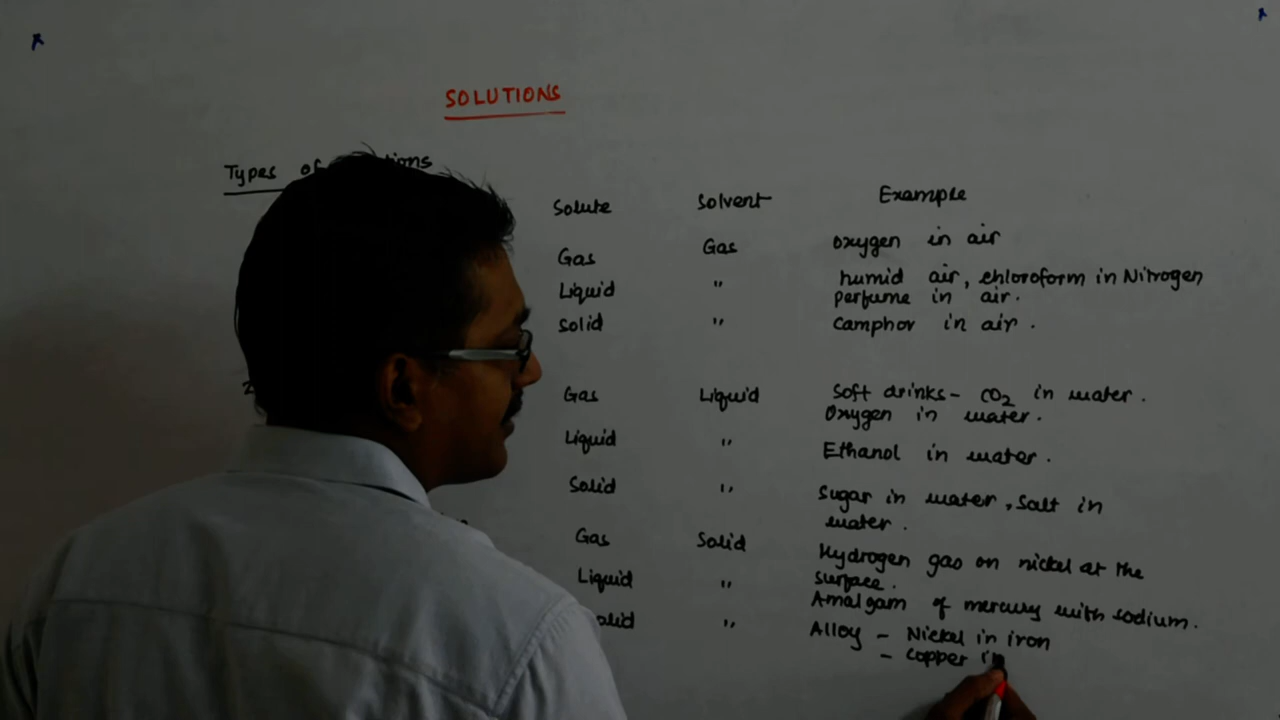 SOLUTIONS
Types of
Solute Solvent Example
Gas Gas Oxygen in air
Liquid " humid air, chloroform in Nitrogen
perfume in air.
Solid " Camphor in air.
Gas Liquid Soft drinks - CO2 in water.
Oxygen in water.
Liquid " Ethanol in water.
Solid " Sugar in water, Salt in
water.
Gas Solid Hydrogen gas on nickel at the
surface.
Liquid " Amalgam of mercury with sodium.
" Alloy - Nickel in iron
- Copper